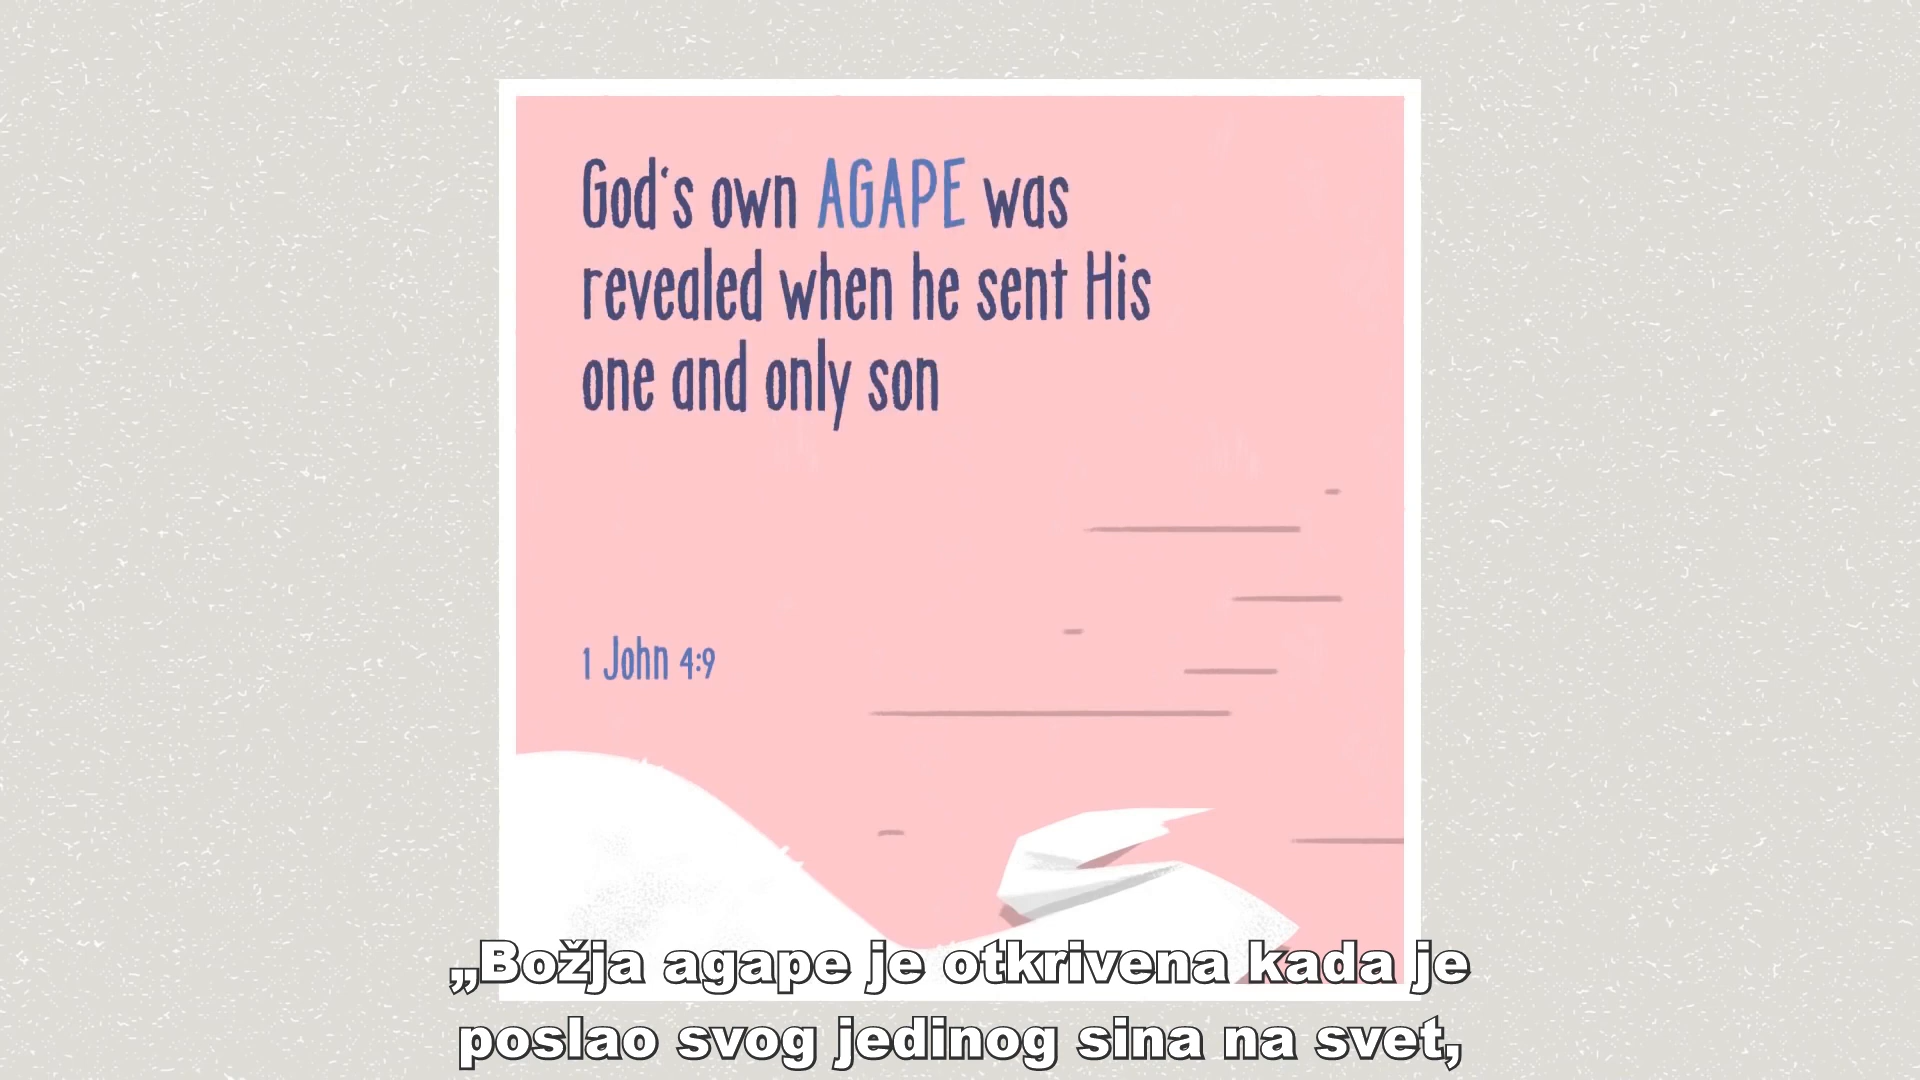 God‘s own AGAPE was
revealed when he sent His
one and only son
1 John 4:9
„Božja agape je otkrivena kada je
poslao svog jedinog sina na svet,